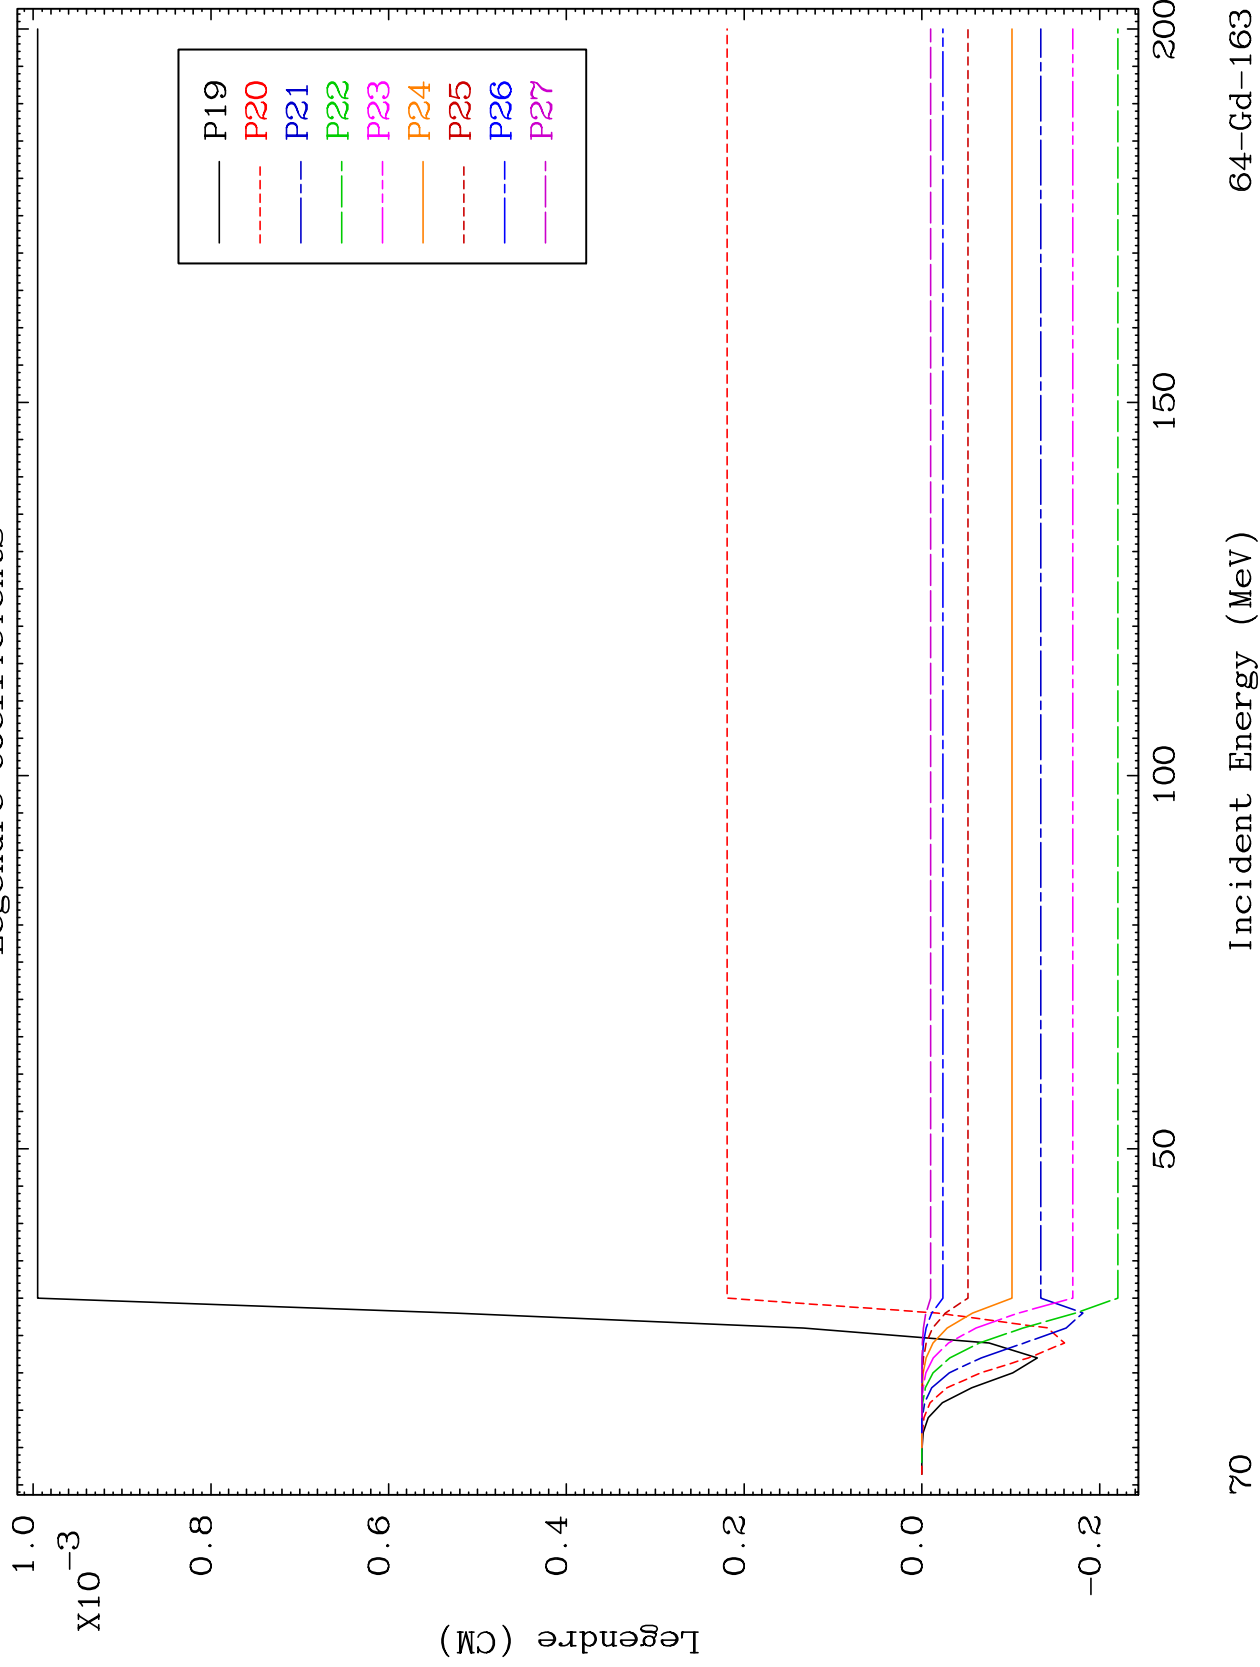 Legendre Coefficients
X10-3
1.0
0.8
0.6
0.4
0.2
0.0
-0.2
Legendre (CM)
P19
P20
P21
P22
P23
P24
P25
P26
P27
50
100
150
200
Incident Energy (MeV)
70
64-Gd-163